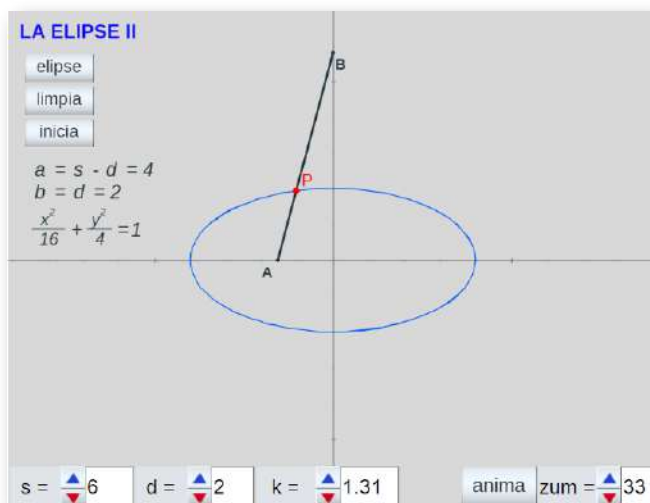 LA ELIPSE II
elipse
limpia
inicia
a = s - d = 4
b = d = 2
x²/16 + y²/4 = 1
B
P
A
s = 6 d = 2 k = 1.31 anima zum = 33